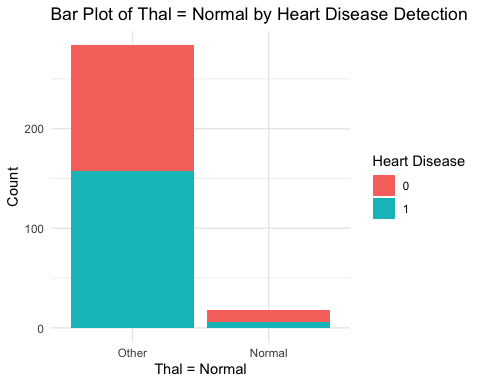 Bar Plot of Thal = Normal by Heart Disease Detection
Count
200
100
0
Other
Normal
Thal = Normal
Heart Disease
0
1